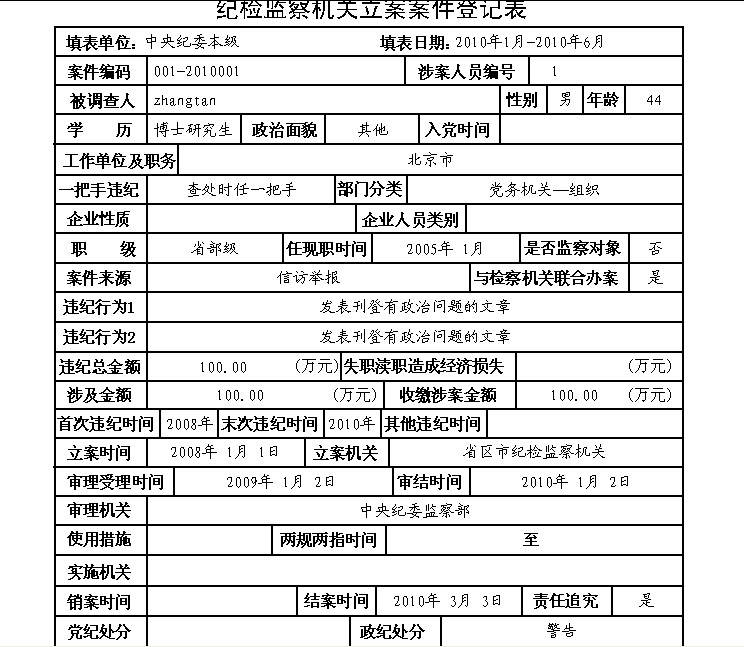 纪检监察机关立案案件登记表
填表单位：中央纪委本级 填表日期：2010年1月-2010年6月
案件编码 001-2010001 涉案人员编号 1
被调查人 zhangtan 性别 男 年龄 44
学 历 博士研究生 政治面貌 其他 入党时间
工作单位及职务 北京市
一把手违纪 查处时任一把手 部门分类 党务机关—组织
企业性质 企业人员类别
职 级 省部级 任现职时间 2005年 1月 是否监察对象 否
案件来源 信访举报 与检察机关联合办案 是
违纪行为1 发表刊登有政治问题的文章
违纪行为2 发表刊登有政治问题的文章
违纪总金额 100.00 (万元) 失职渎职造成经济损失 (万元)
涉及金额 100.00 (万元) 收缴涉案金额 100.00 (万元)
首次违纪时间 2008年 末次违纪时间 2010年 其他违纪时间
立案时间 2008年 1月 1日 立案机关 省区市纪检监察机关
审理受理时间 2009年 1月 2日 审结时间 2010年 1月 2日
审理机关 中央纪委监察部
使用措施 两规两指时间 至
实施机关
销案时间 结案时间 2010年 3月 3日 责任追究 是
党纪处分 政纪处分 警告